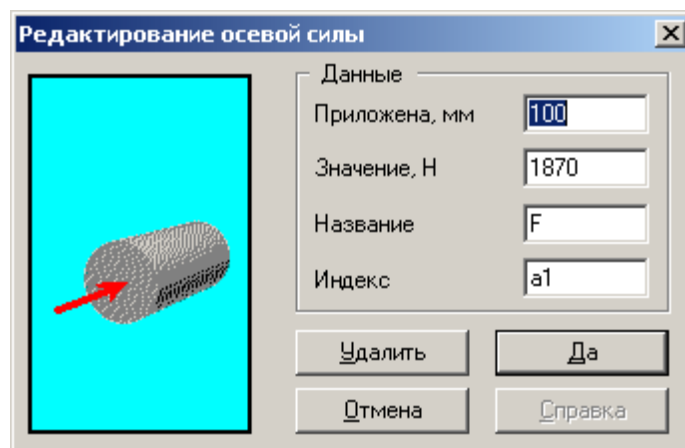 Редактирование осевой силы
Данные
Приложена, мм 100
Значение, Н 1870
Название F
Индекс a1
Удалить Да
Отмена Справка